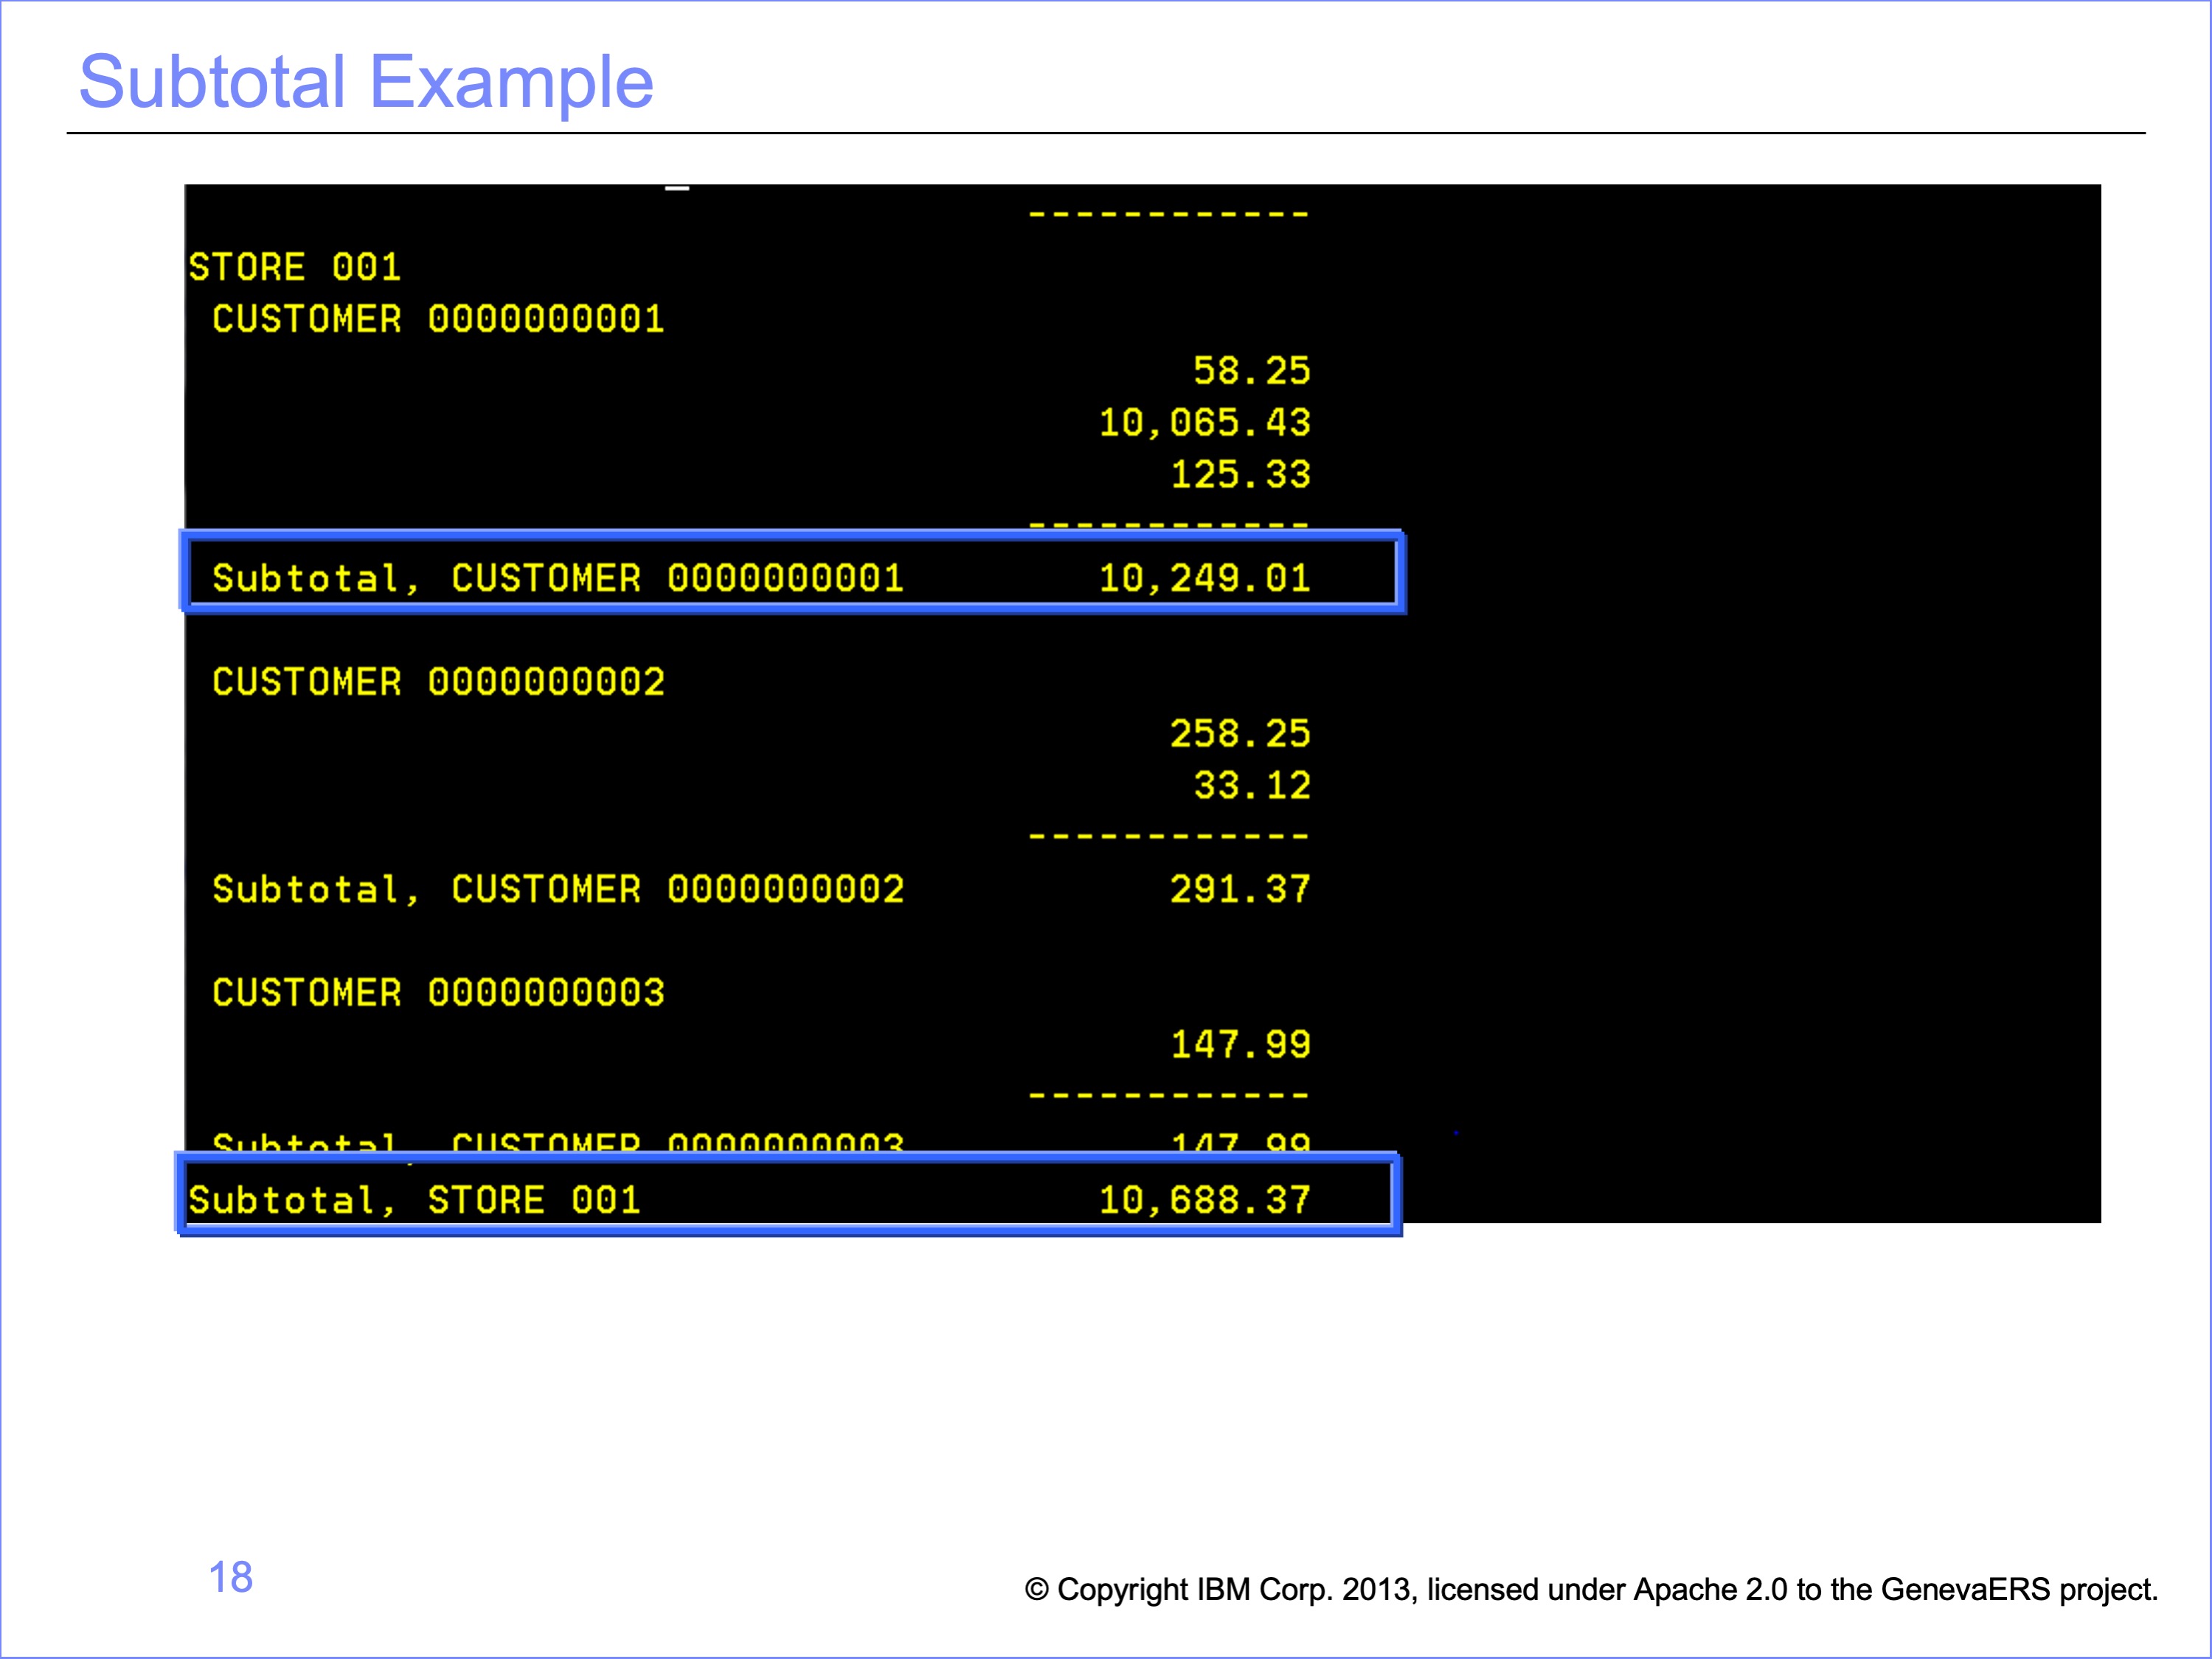 Subtotal Example
------------
STORE 001
CUSTOMER 0000000001
58.25
10,065.43
125.33
------------
Subtotal, CUSTOMER 0000000001 10,249.01
CUSTOMER 0000000002
258.25
33.12
------------
Subtotal, CUSTOMER 0000000002 291.37
CUSTOMER 0000000003
147.99
------------
Subtotal, CUSTOMER 0000000003 147.99
Subtotal, STORE 001 10,688.37
18
© Copyright IBM Corp. 2013, licensed under Apache 2.0 to the GenevaERS project.